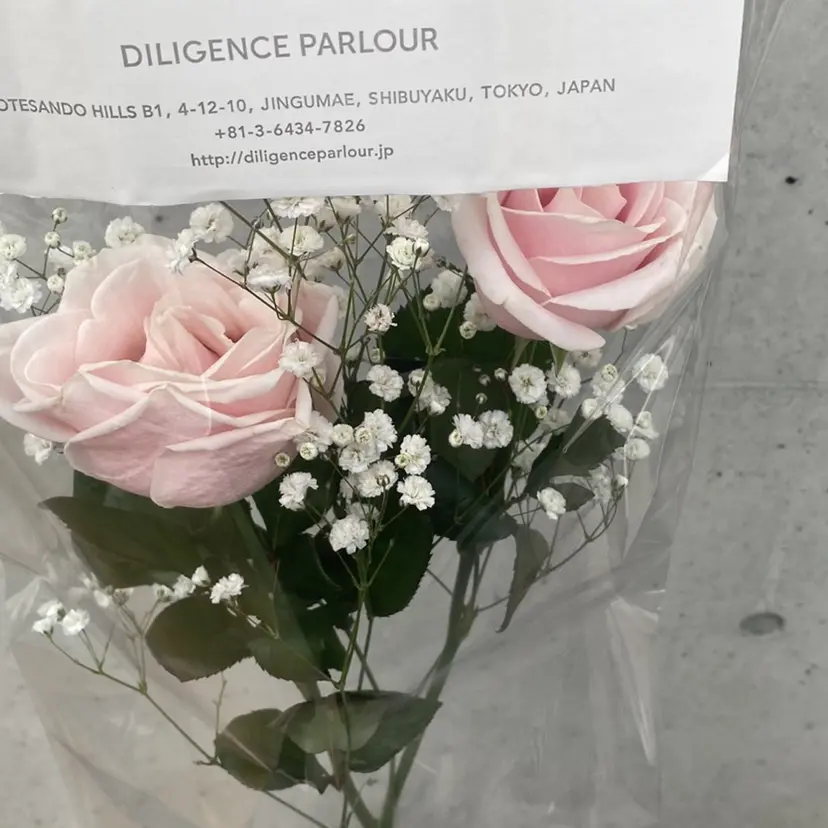 DILIGENCE PARLOUR
OTESANDO HILLS B1, 4-12-10, JINGUMAE, SHIBUYAKU, TOKYO, JAPAN
+81-3-6434-7826
http://diligenceparlour.jp